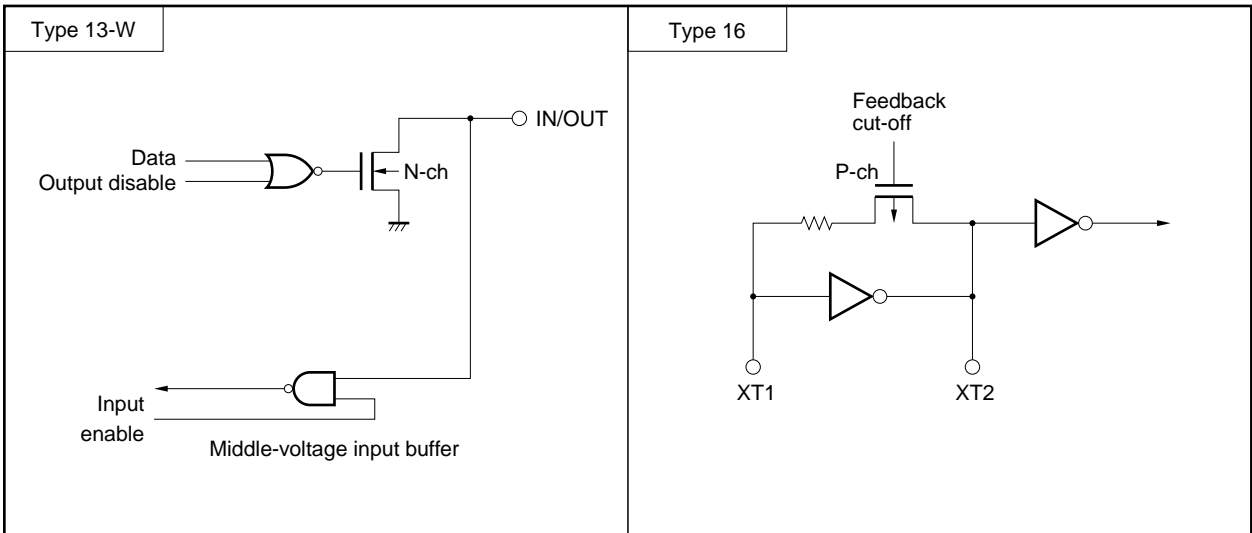 Type 13-W
Data
Output disable
N-ch
IN/OUT
Input
enable
Middle-voltage input buffer
Type 16
Feedback
cut-off
P-ch
XT1
XT2